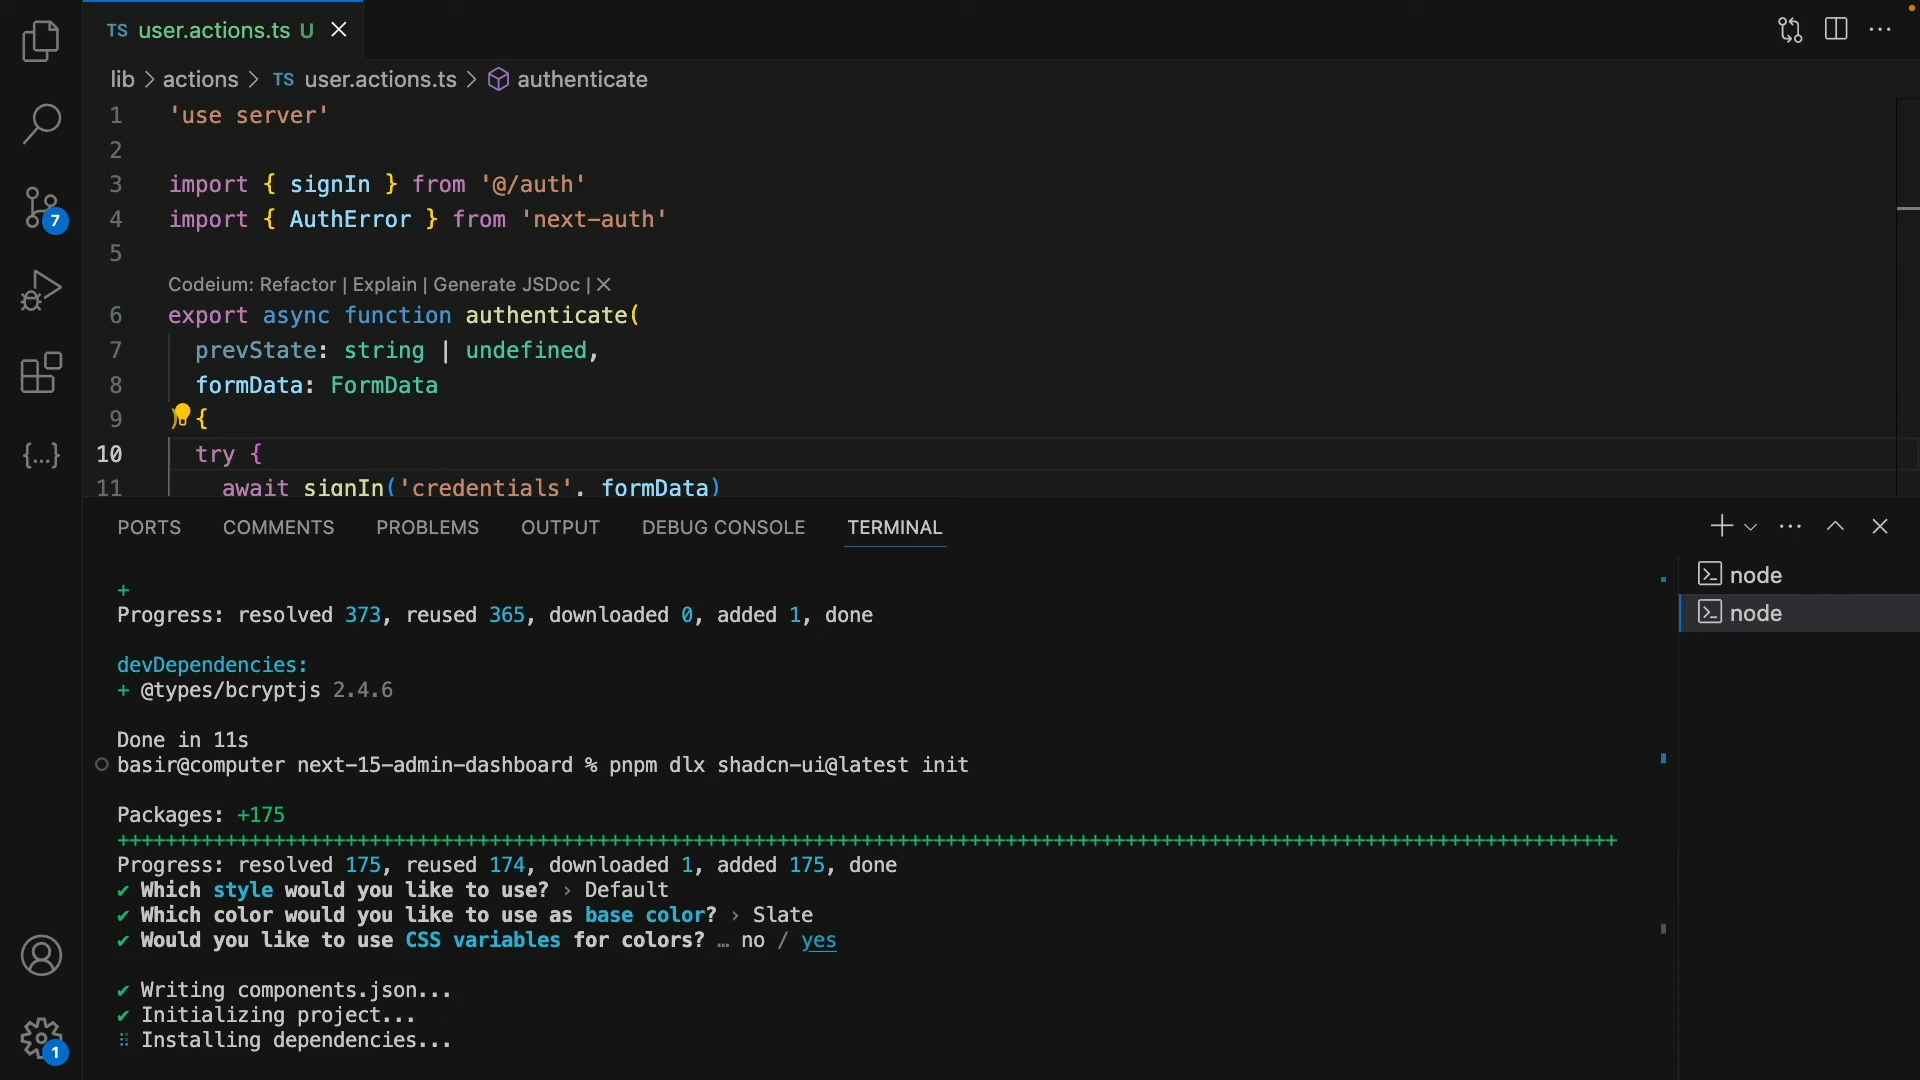 TS user.actions.ts U
lib > actions > TS user.actions.ts > authenticate
1 'use server'
2
3 import { signIn } from '@/auth'
4 import { AuthError } from 'next-auth'
5
Codeium: Refactor | Explain | Generate JSDoc | ×
6 export async function authenticate(
7 prevState: string | undefined,
8 formData: FormData
9 ) {
10 try {
11 await signIn('credentials', formData)
7
{...}
1
PORTS COMMENTS PROBLEMS OUTPUT DEBUG CONSOLE TERMINAL
node
node
+
Progress: resolved 373, reused 365, downloaded 0, added 1, done
devDependencies:
+ @types/bcryptjs 2.4.6
Done in 11s
basir@computer next-15-admin-dashboard % pnpm dlx shadcn-ui@latest init
Packages: +175
+++++++++++++++++++++++++++++++++++++++++++++++++++++++++++++++++++++++++++++++++++++++++++++++++++++++++++++++++++++++++++++
Progress: resolved 175, reused 174, downloaded 1, added 175, done
✔ Which style would you like to use? › Default
✔ Which color would you like to use as base color? › Slate
✔ Would you like to use CSS variables for colors? … no / yes
✔ Writing components.json...
✔ Initializing project...
⠿ Installing dependencies...